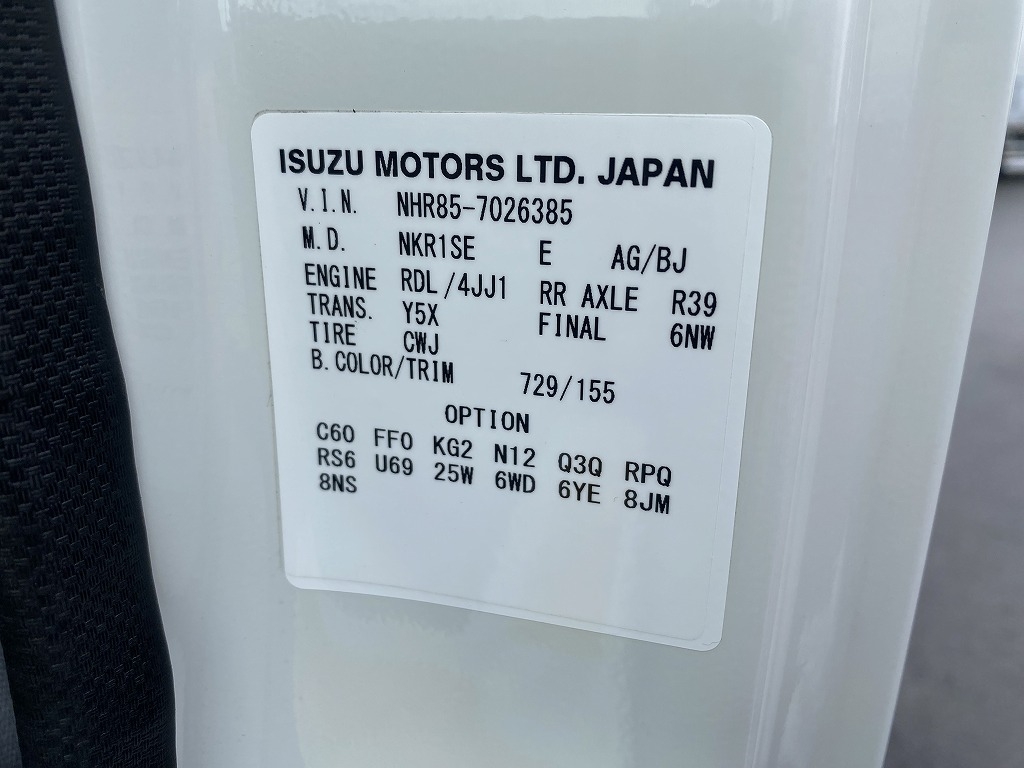 ISUZU MOTORS LTD. JAPAN
V.I.N. NHR85-7026385
M.D. NKR1SE E AG/BJ
ENGINE RDL/4JJ1 RR AXLE R39
TRANS. Y5X FINAL 6NW
TIRE CWJ
B.COLOR/TRIM 729/155
OPTION
C60 FF0 KG2 N12 Q3Q RPQ
RS6 U69 25W 6WD 6YE 8JM
8NS